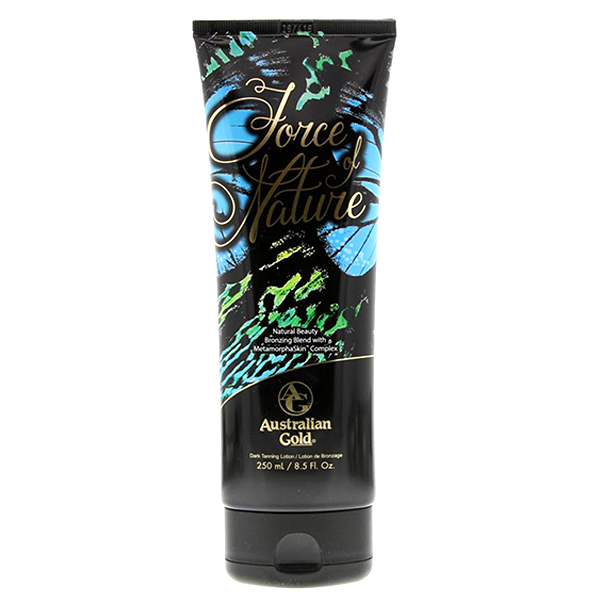 Force
of
Nature™
Natural Beauty
Bronzing Blend with
MetamorphaSkin™ Complex
AG
Australian
Gold®
Dark Tanning Lotion / Lotion de Bronzage
250 mL / 8.5 Fl. Oz.